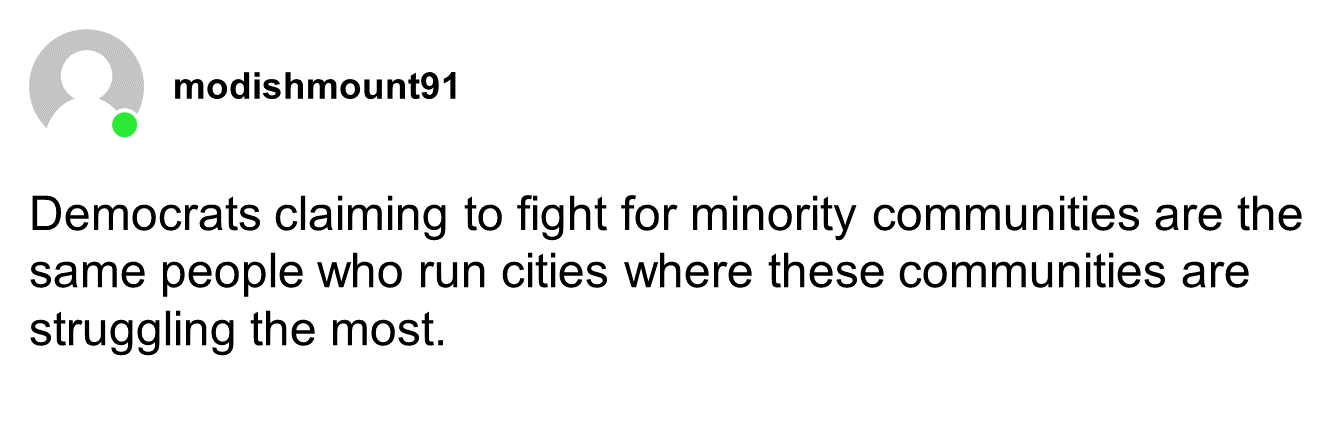 modishmount91
Democrats claiming to fight for minority communities are the
same people who run cities where these communities are
struggling the most.